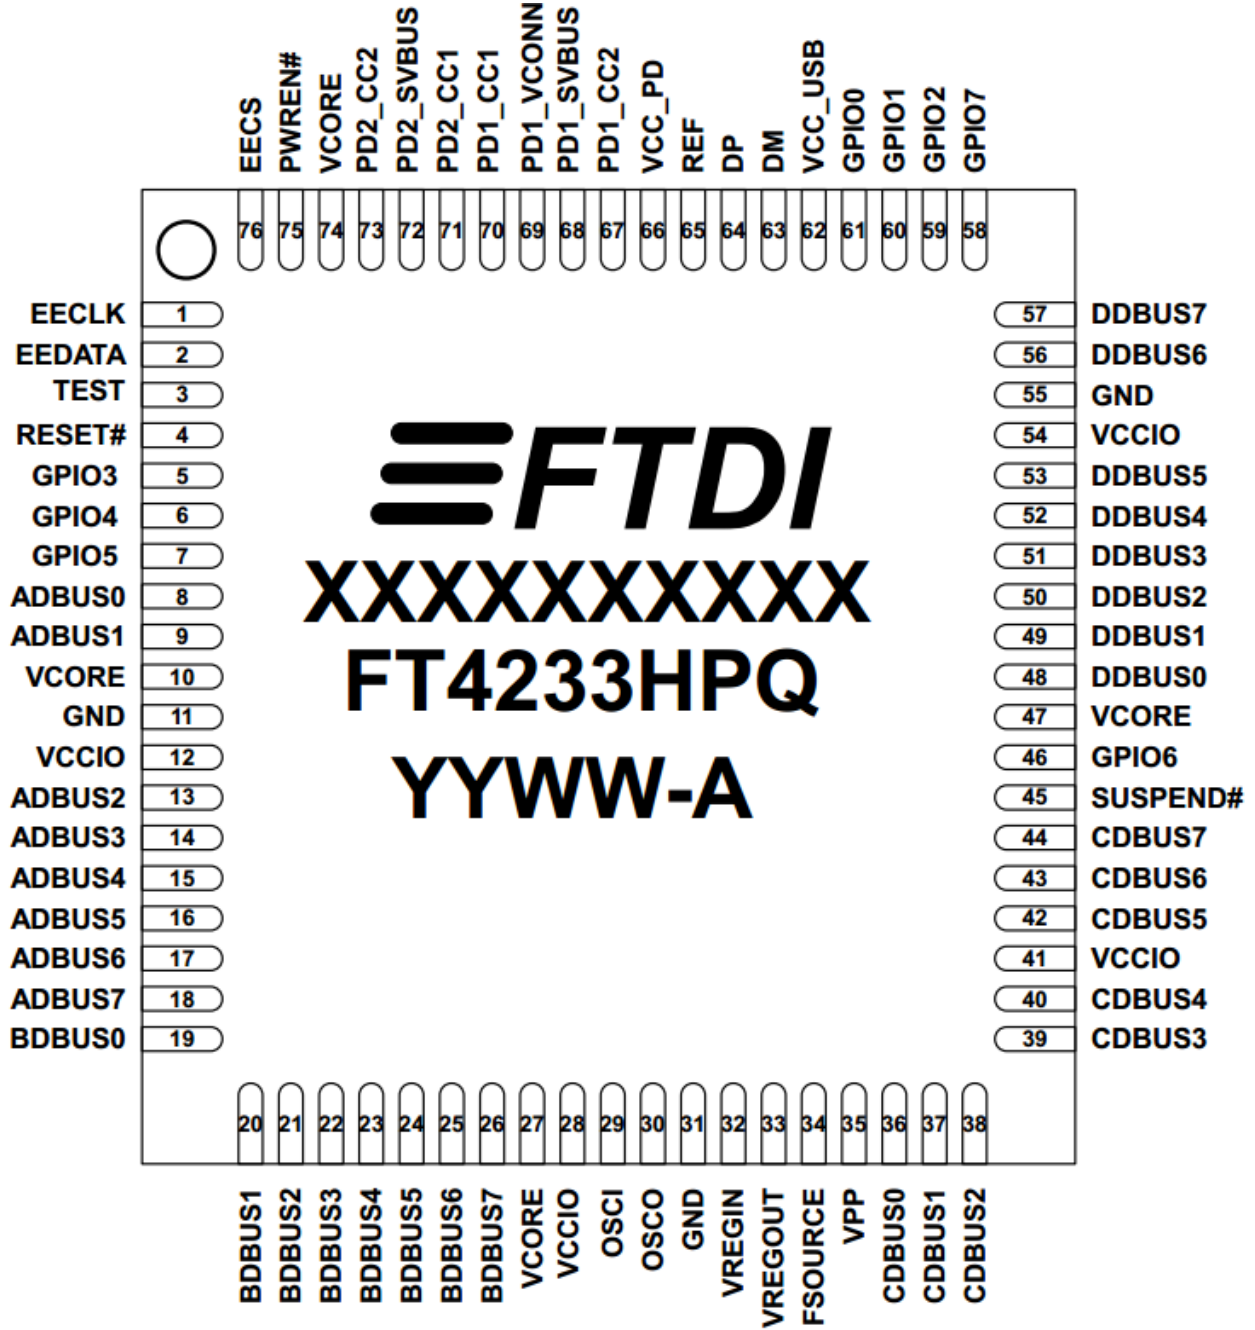 EECS
PWREN#
VCORE
PD2_CC2
PD2_SVBUS
PD2_CC1
PD1_CC1
PD1_VCONN
PD1_SVBUS
PD1_CC2
VCC_PD
REF
DP
DM
VCC_USB
GPIO0
GPIO1
GPIO2
GPIO7
76 75 74 73 72 71 70 69 68 67 66 65 64 63 62 61 60 59 58
EECLK 1
EEDATA 2
TEST 3
RESET# 4
GPIO3 5
GPIO4 6
GPIO5 7
ADBUS0 8
ADBUS1 9
VCORE 10
GND 11
VCCIO 12
ADBUS2 13
ADBUS3 14
ADBUS4 15
ADBUS5 16
ADBUS6 17
ADBUS7 18
BDBUS0 19
FTDI
XXXXXXXXXX
FT4233HPQ
YYWW-A
57 DDBUS7
56 DDBUS6
55 GND
54 VCCIO
53 DDBUS5
52 DDBUS4
51 DDBUS3
50 DDBUS2
49 DDBUS1
48 DDBUS0
47 VCORE
46 GPIO6
45 SUSPEND#
44 CDBUS7
43 CDBUS6
42 CDBUS5
41 VCCIO
40 CDBUS4
39 CDBUS3
20 21 22 23 24 25 26 27 28 29 30 31 32 33 34 35 36 37 38
BDBUS1
BDBUS2
BDBUS3
BDBUS4
BDBUS5
BDBUS6
BDBUS7
VCORE
VCCIO
OSCI
OSCO
GND
VREGIN
VREGOUT
FSOURCE
VPP
CDBUS0
CDBUS1
CDBUS2